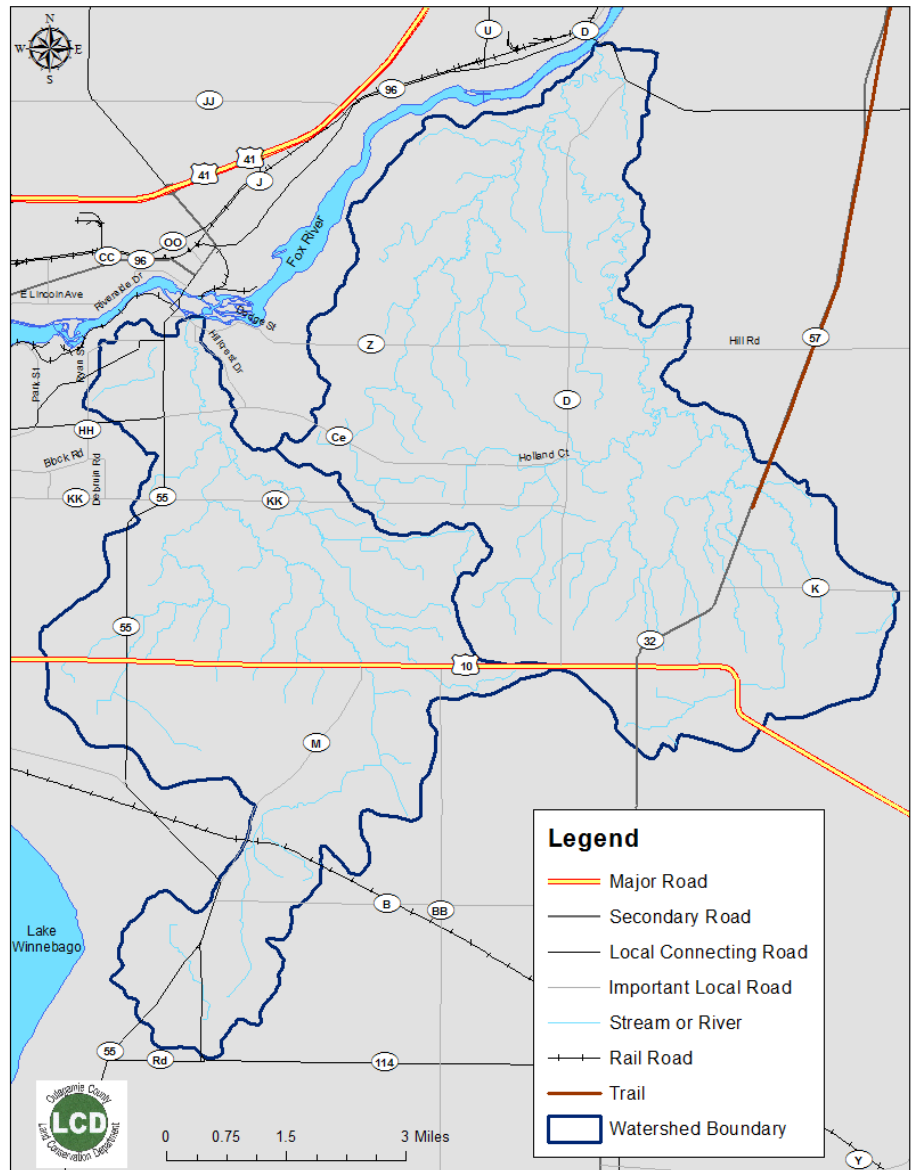 N
W
E
S
U
D
96
JJ
41
41
J
Fox River
OO
CC
96
Riverside Dr
E Lincoln Ave
Dodge St
Hillcrest Dr
Z
Hill Rd
57
Park St
Ryan St
D
HH
Ce
Block Rd
Debruin Rd
Holland Ct
KK
55
KK
K
55
32
10
M
Lake
Winnebago
B
BB
55
Rd
114
Y
Legend
Major Road
Secondary Road
Local Connecting Road
Important Local Road
Stream or River
Rail Road
Trail
Watershed Boundary
Outagamie County
LCD
Land Conservation Department
0 0.75 1.5 3 Miles